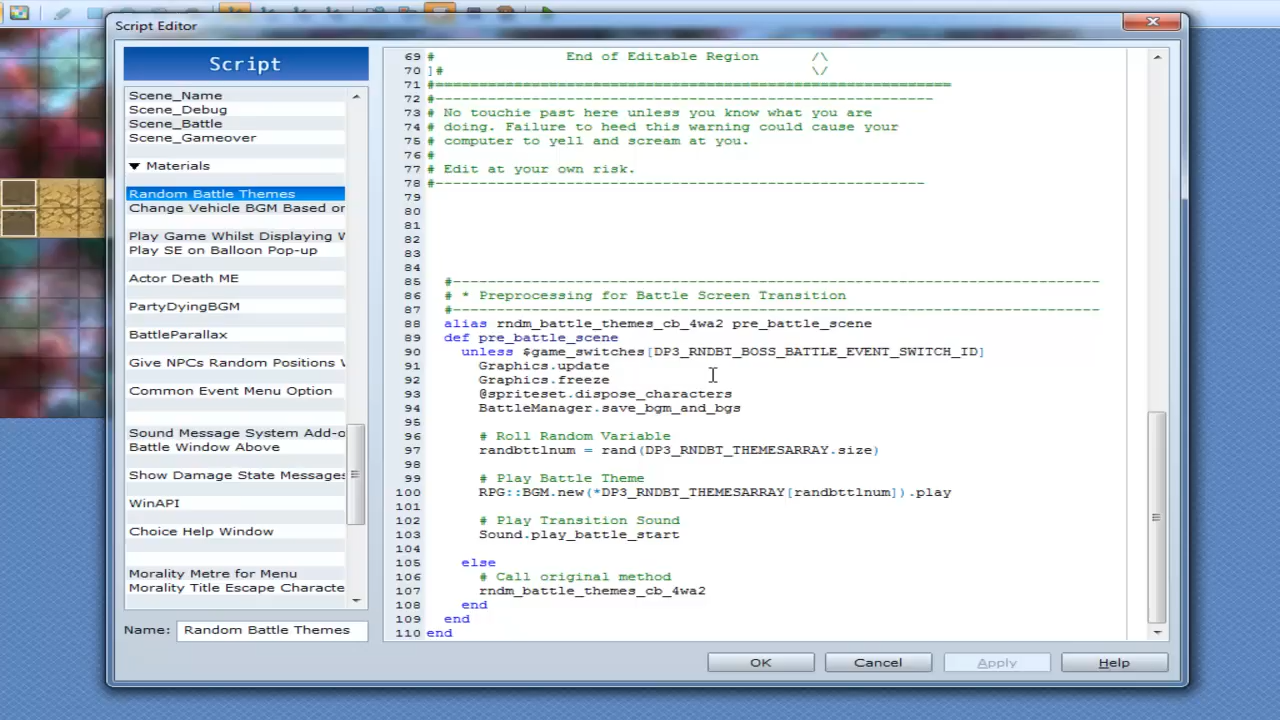 Script Editor
Script
Scene_Name
Scene_Debug
Scene_Battle
Scene_Gameover
▼ Materials
Random Battle Themes
Change Vehicle BGM Based or
Play Game Whilst Displaying W
Play SE on Balloon Pop-up
Actor Death ME
PartyDyingBGM
BattleParallax
Give NPCs Random Positions W
Common Event Menu Option
Sound Message System Add-o
Battle Window Above
Show Damage State Messages
WinAPI
Choice Help Window
Morality Metre for Menu
Morality Title Escape Characte
Name: Random Battle Themes
69 # End of Editable Region /\
70 ]# \/
71 #===========================================================
72 #---------------------------------------------------------
73 # No touchie past here unless you know what you are
74 # doing. Failure to heed this warning could cause your
75 # computer to yell and scream at you.
76 #
77 # Edit at your own risk.
78 #--------------------------------------------------------
79
80
81
82
83
84
85 #--------------------------------------------------------------------------
86 # * Preprocessing for Battle Screen Transition
87 #--------------------------------------------------------------------------
88 alias rndm_battle_themes_cb_4wa2 pre_battle_scene
89 def pre_battle_scene
90 unless $game_switches[DP3_RNDBT_BOSS_BATTLE_EVENT_SWITCH_ID]
91 Graphics.update
92 Graphics.freeze
93 @spriteset.dispose_characters
94 BattleManager.save_bgm_and_bgs
95
96 # Roll Random Variable
97 randbttlnum = rand(DP3_RNDBT_THEMESARRAY.size)
98
99 # Play Battle Theme
100 RPG::BGM.new(*DP3_RNDBT_THEMESARRAY[randbttlnum]).play
101
102 # Play Transition Sound
103 Sound.play_battle_start
104
105 else
106 # Call original method
107 rndm_battle_themes_cb_4wa2
108 end
109 end
110 end
OK Cancel Apply Help